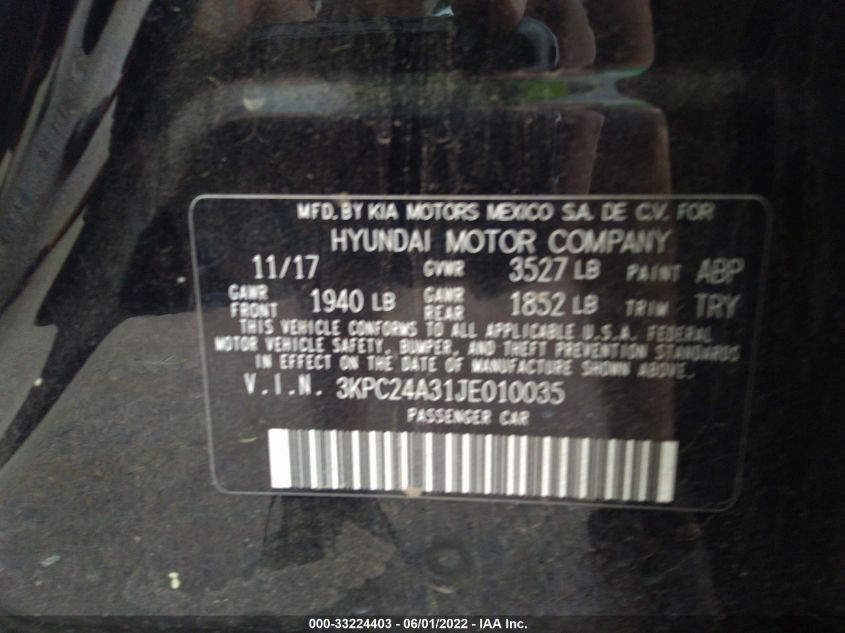 MFD. BY KIA MOTORS MEXICO S.A. DE C.V. FOR
HYUNDAI MOTOR COMPANY
11/17 GVWR 3527 LB PAINT ABP
GAWR FRONT 1940 LB GAWR REAR 1852 LB TRIM TRY
THIS VEHICLE CONFORMS TO ALL APPLICABLE U.S.A. FEDERAL
MOTOR VEHICLE SAFETY, BUMPER, AND THEFT PREVENTION STANDARDS
IN EFFECT ON THE DATE OF MANUFACTURE SHOWN ABOVE.
V.I.N. 3KPC24A31JE010035
PASSENGER CAR
000-33224403 - 06/01/2022 - IAA Inc.